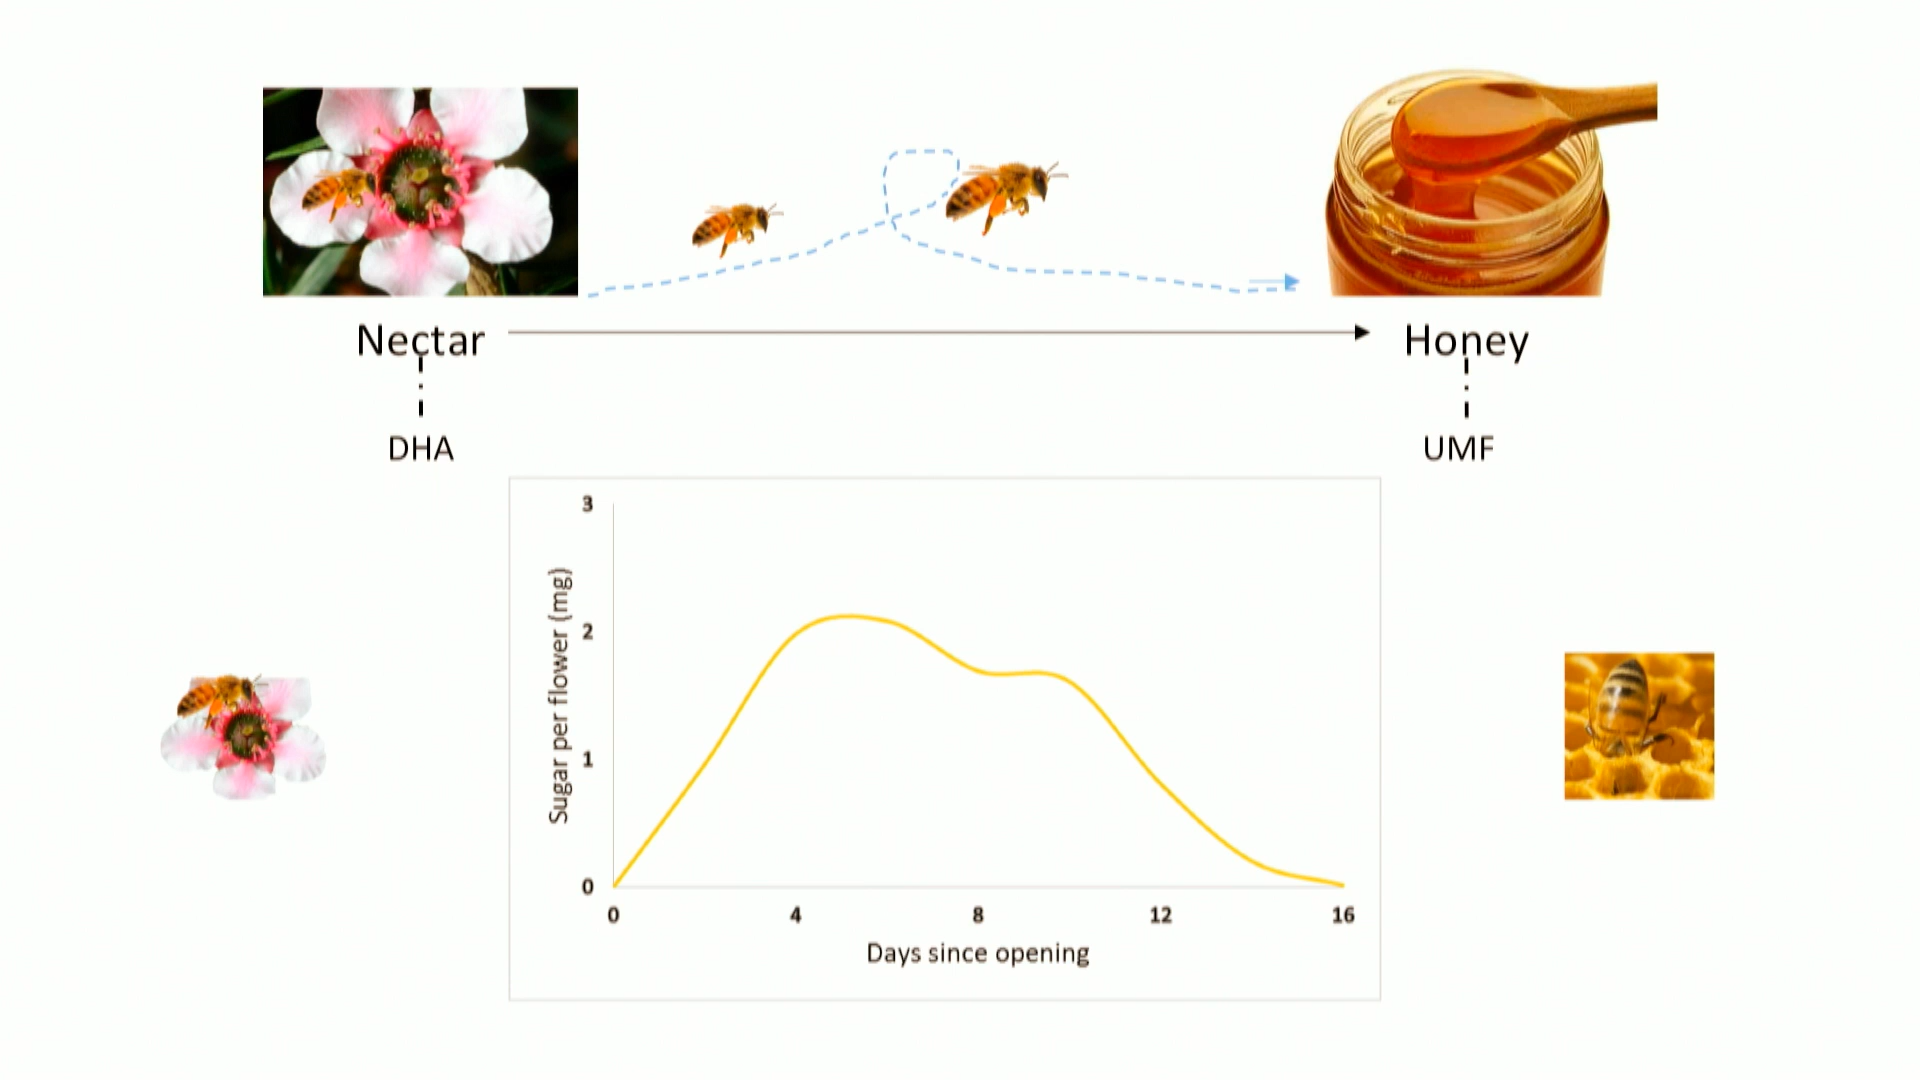 Nectar
Honey
DHA
UMF
3
2
1
0
Sugar per flower (mg)
0 4 8 12 16
Days since opening